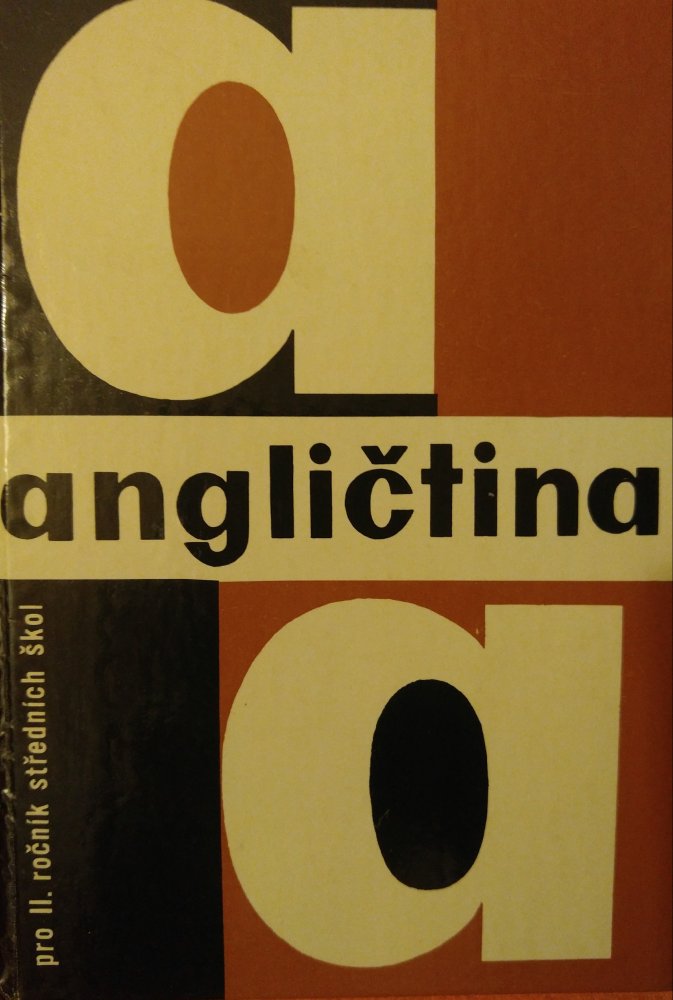 a
angličtina
a
pro II. ročník středních škol